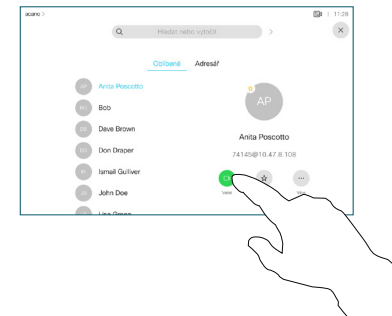 acano >
11:28
Hledat nebo vytočit
Oblíbené Adresář
AP Anita Poscotto
Bob
Dave Brown
Don Draper
Ismail Gulliver
John Doe
AP
Anita Poscotto
74145@10.47.8.108